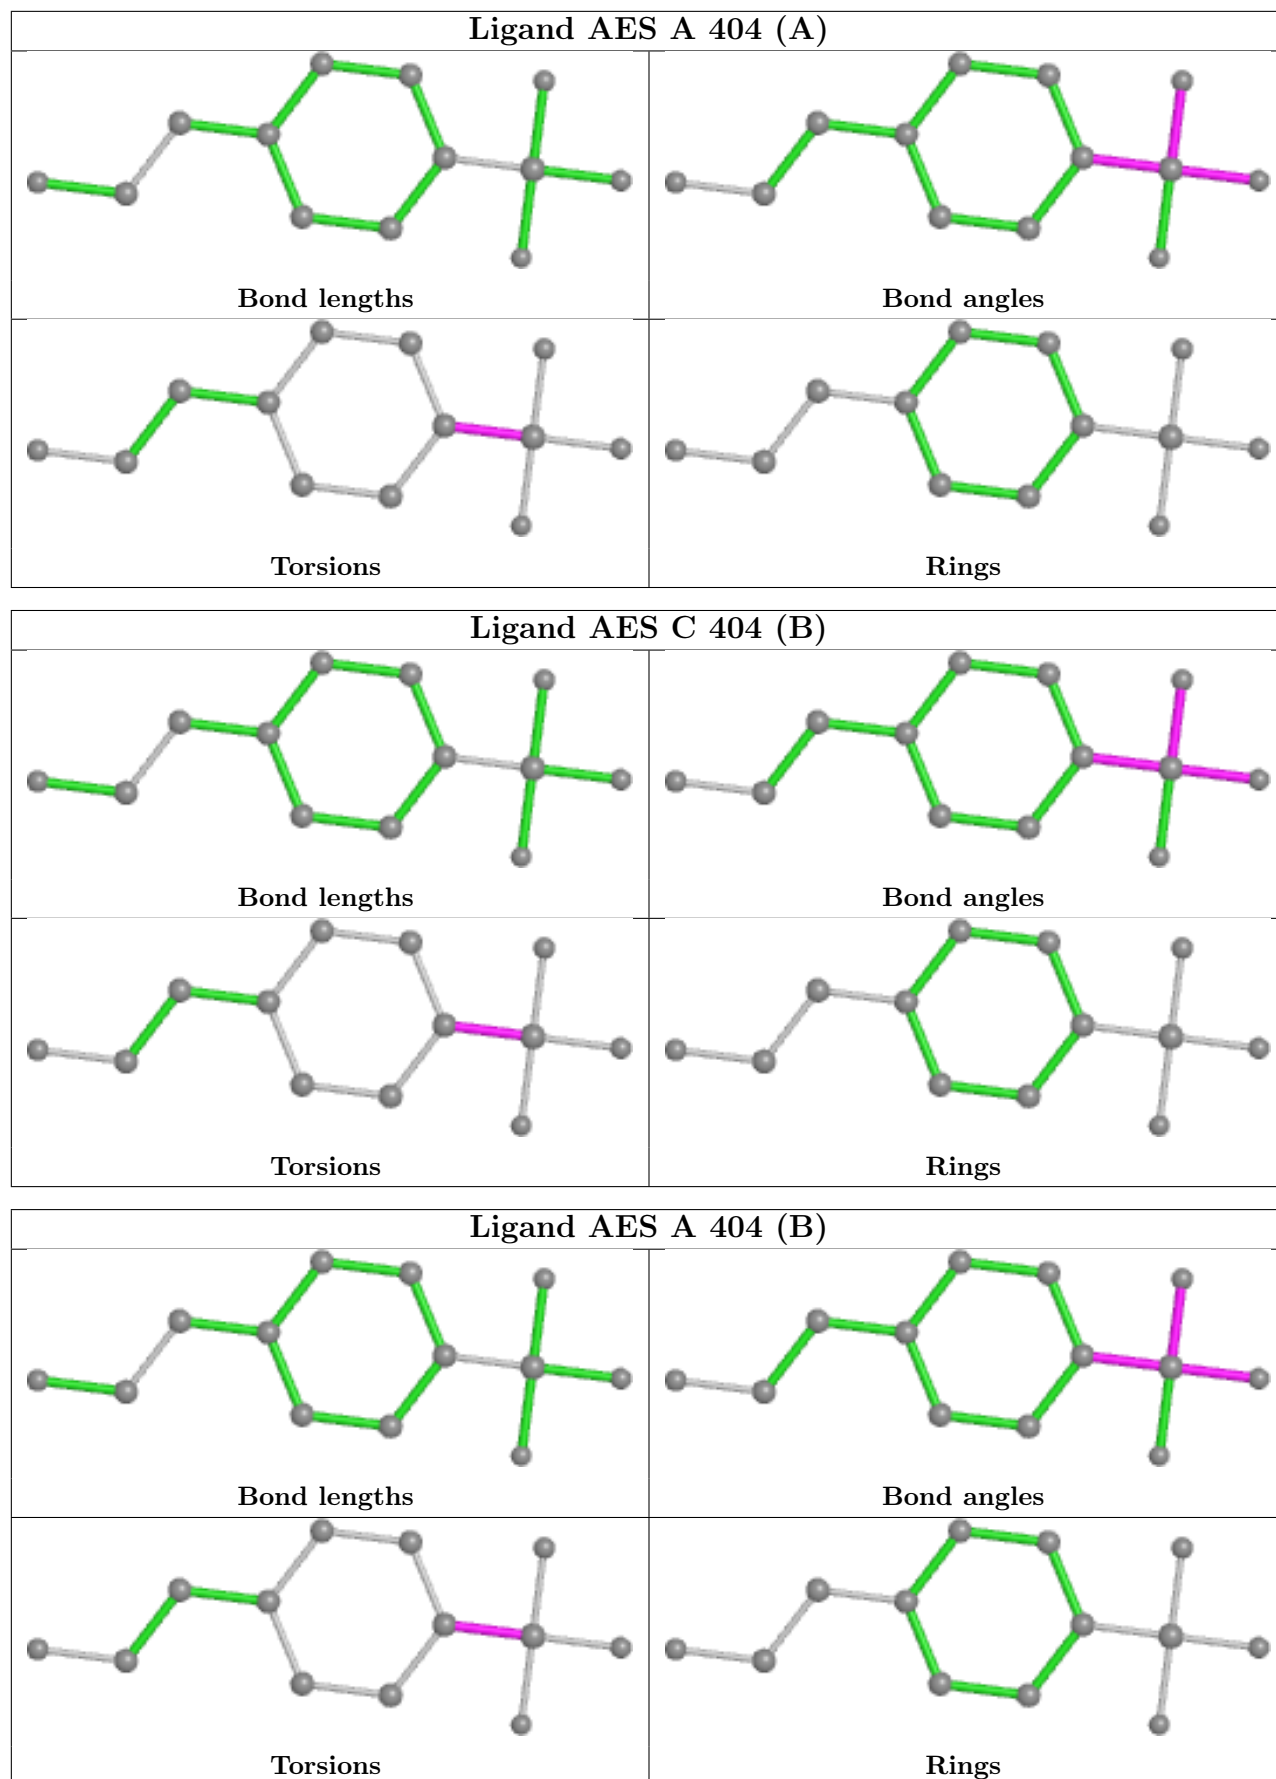 Ligand AES A 404 (A)
Bond lengths
Bond angles
Torsions
Rings
Ligand AES C 404 (B)
Bond lengths
Bond angles
Torsions
Rings
Ligand AES A 404 (B)
Bond lengths
Bond angles
Torsions
Rings